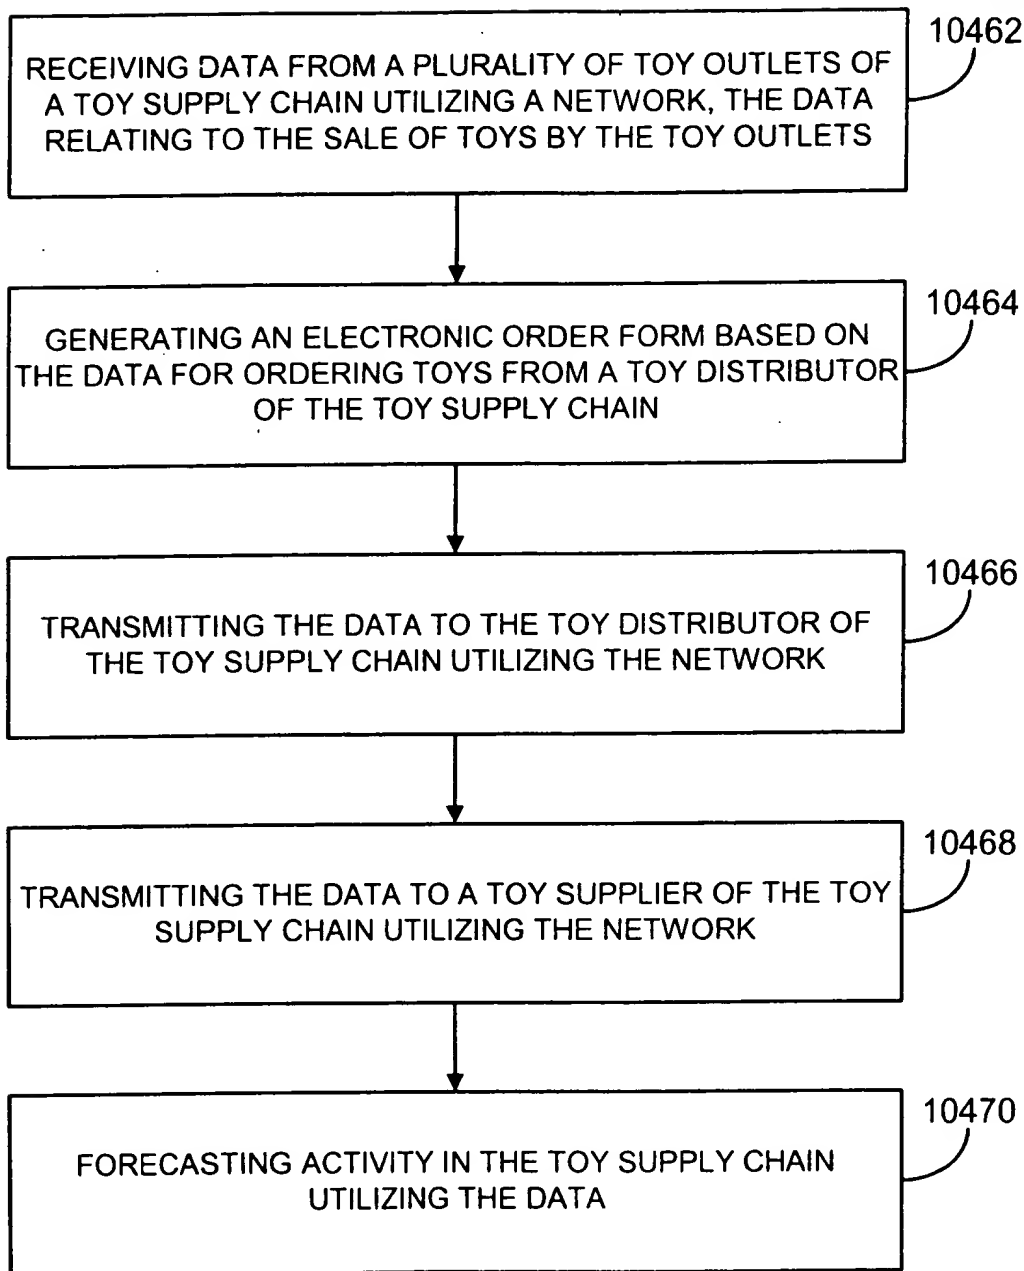 10462
RECEIVING DATA FROM A PLURALITY OF TOY OUTLETS OF
A TOY SUPPLY CHAIN UTILIZING A NETWORK, THE DATA
RELATING TO THE SALE OF TOYS BY THE TOY OUTLETS
10464
GENERATING AN ELECTRONIC ORDER FORM BASED ON
THE DATA FOR ORDERING TOYS FROM A TOY DISTRIBUTOR
OF THE TOY SUPPLY CHAIN
10466
TRANSMITTING THE DATA TO THE TOY DISTRIBUTOR OF
THE TOY SUPPLY CHAIN UTILIZING THE NETWORK
10468
TRANSMITTING THE DATA TO A TOY SUPPLIER OF THE TOY
SUPPLY CHAIN UTILIZING THE NETWORK
10470
FORECASTING ACTIVITY IN THE TOY SUPPLY CHAIN
UTILIZING THE DATA